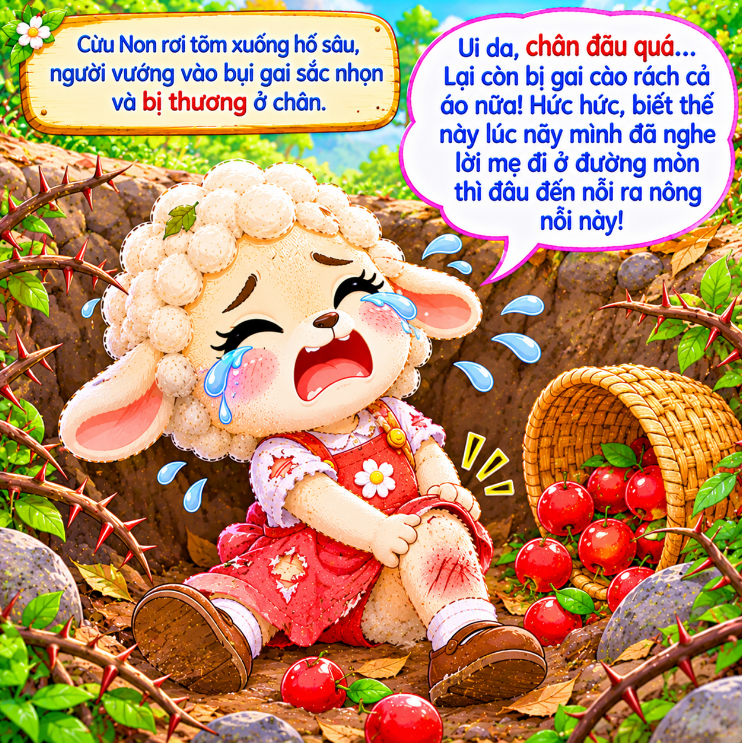 Cừu Non rơi tõm xuống hố sâu,
người vướng vào bụi gai sắc nhọn
và bị thương ở chân.
Ui da, chân đãu quá...
Lại còn bị gai cào rách cả
áo nữa! Hức hức, biết thế
này lúc nãy mình đã nghe
lời mẹ đi ở đường mòn
thì đâu đến nỗi ra nông
nỗi này!